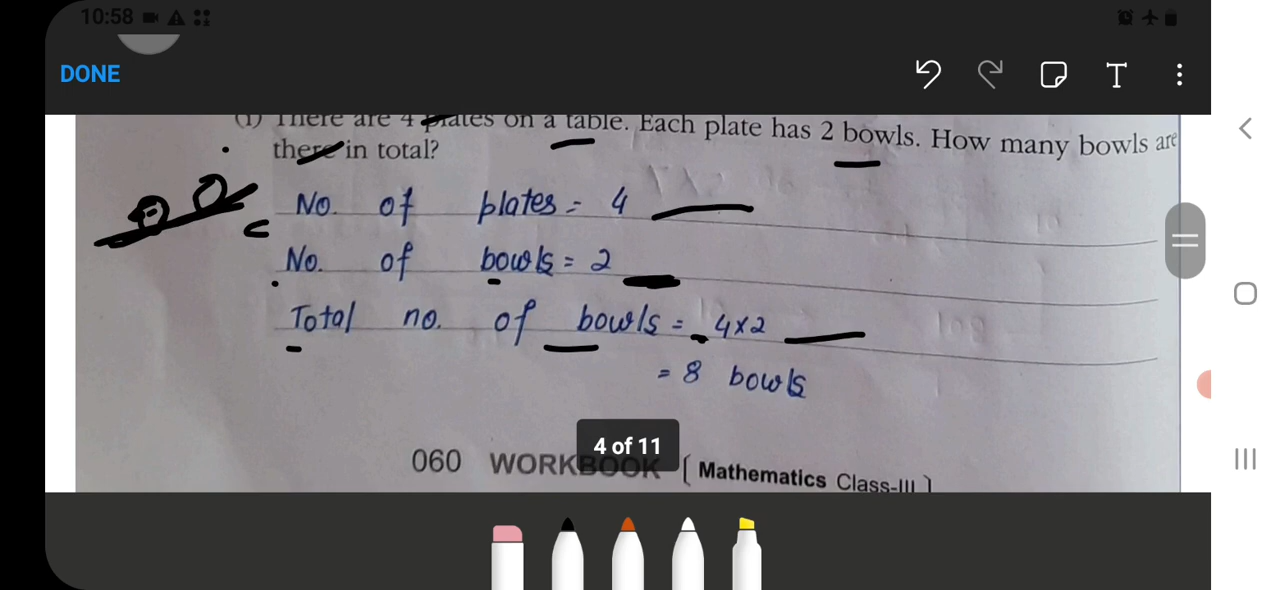 10:58
DONE
(i) There are 4 plates on a table. Each plate has 2 bowls. How many bowls are
there in total?
No. of plates = 4
No. of bowls = 2
Total no. of bowls = 4×2
= 8 bowls
4 of 11
060 WORKBOOK [ Mathematics Class-III ]